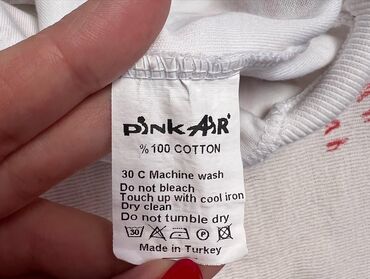 PINK AIR
% 100 COTTON
30 C Machine wash
Do not bleach
Touch up with cool iron
Dry clean
Do not tumble dry
30 P
Made in Turkey